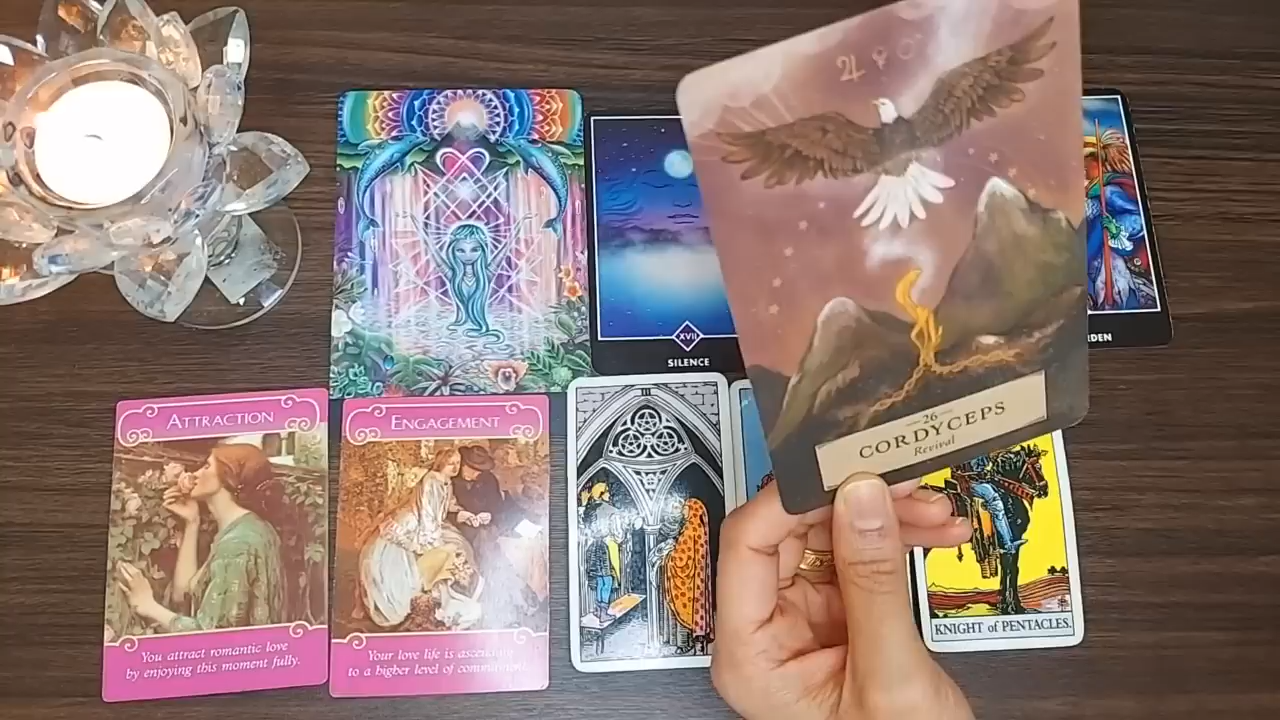 26
CORDYCEPS
Revival
XVII
SILENCE
ATTRACTION
You attract romantic love
by enjoying this moment fully.
ENGAGEMENT
Your love life is ascending
to a higher level of commitment.
III
KNIGHT of PENTACLES.